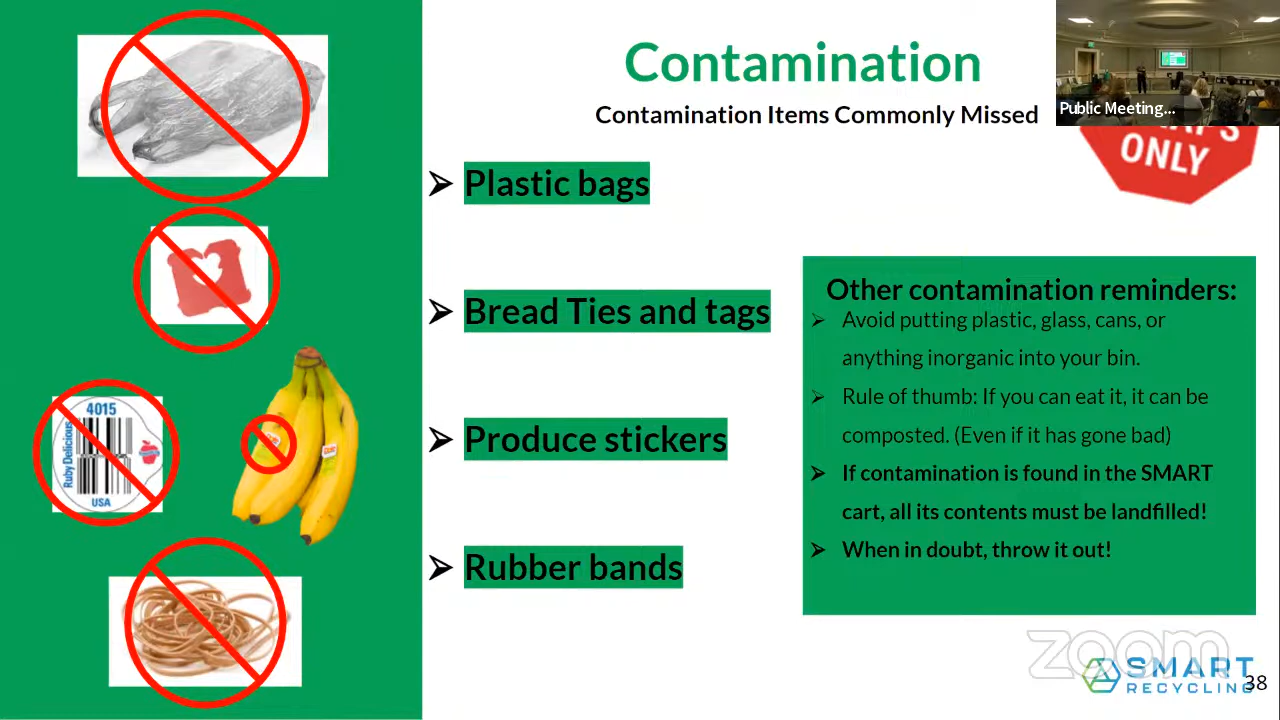 Contamination
Contamination Items Commonly Missed
Public Meeting...
ONLY
Plastic bags
Bread Ties and tags
Produce stickers
Rubber bands
4015
Ruby Delicious
USA
Other contamination reminders:
Avoid putting plastic, glass, cans, or
anything inorganic into your bin.
Rule of thumb: If you can eat it, it can be
composted. (Even if it has gone bad)
If contamination is found in the SMART
cart, all its contents must be landfilled!
When in doubt, throw it out!
zoom
SMART
RECYCLING
38